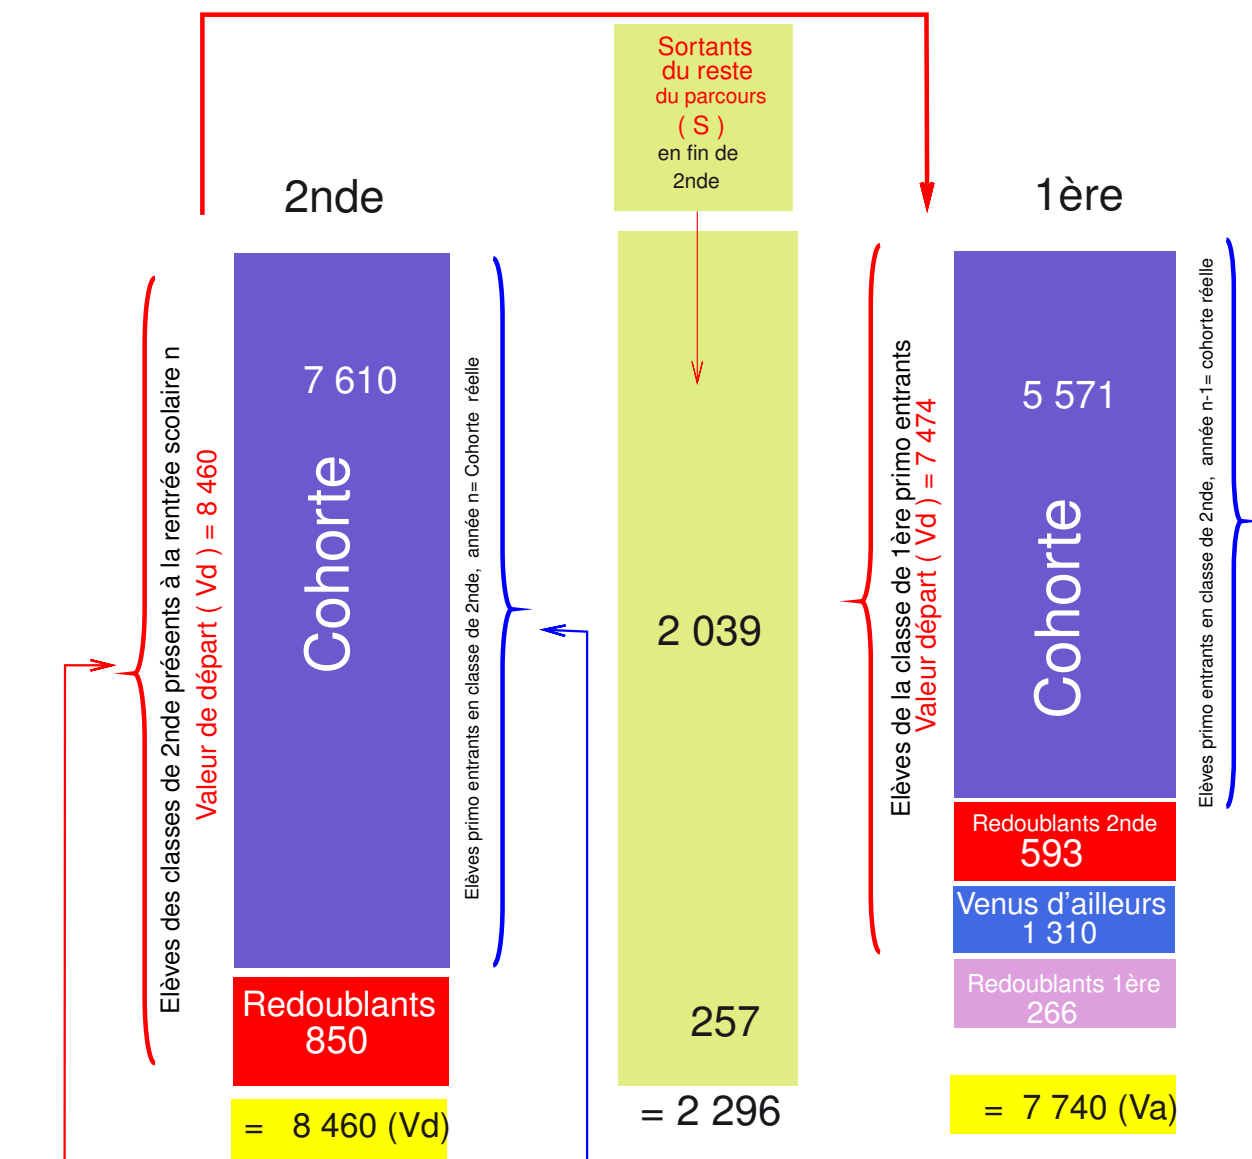 Sortants
du reste
du parcours
( S )
en fin de
2nde
2nde
1ère
Elèves des classes de 2nde présents à la rentrée scolaire n
Valeur de départ ( Vd ) = 8 460
7 610
Cohorte
Elèves primo entrants en classe de 2nde, année n= Cohorte réelle
Redoublants
850
= 8 460 (Vd)
2 039
257
= 2 296
Elèves de la classe de 1ère primo entrants
Valeur départ ( Vd ) = 7 474
5 571
Cohorte
Elèves primo entrants en classe de 2nde, année n-1= cohorte réelle
Redoublants 2nde
593
Venus d'ailleurs
1 310
Redoublants 1ère
266
= 7 740 (Va)